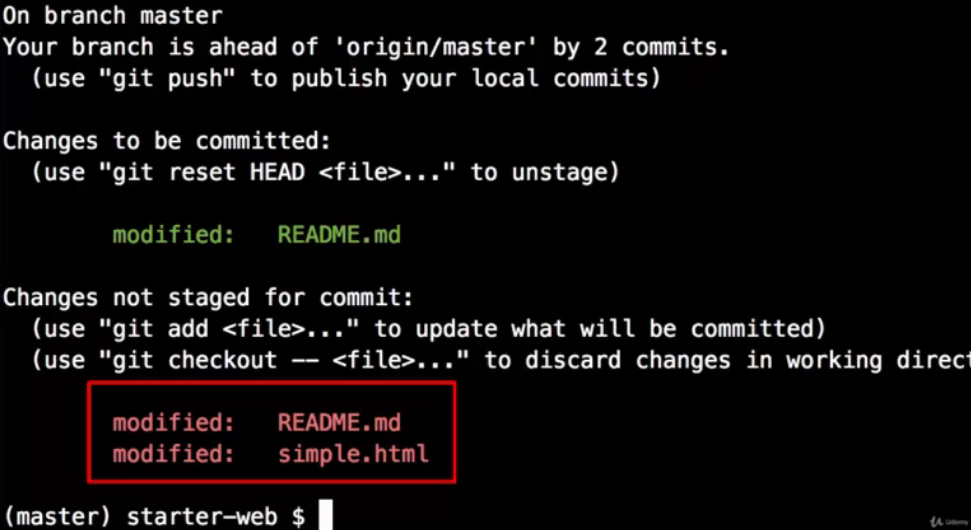 On branch master
Your branch is ahead of 'origin/master' by 2 commits.
(use "git push" to publish your local commits)
Changes to be committed:
(use "git reset HEAD <file>..." to unstage)
modified: README.md
Changes not staged for commit:
(use "git add <file>..." to update what will be committed)
(use "git checkout -- <file>..." to discard changes in working direct
modified: README.md
modified: simple.html
(master) starter-web $
Udemy